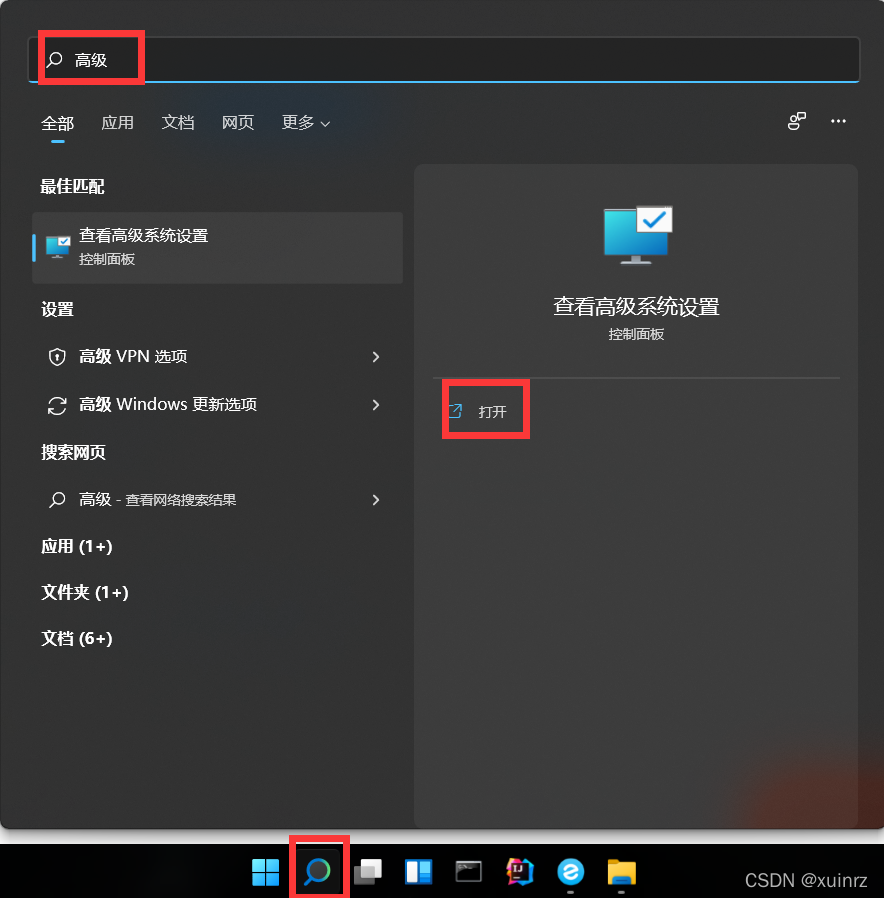 高级
全部 应用 文档 网页 更多
最佳匹配
查看高级系统设置
控制面板
设置
高级 VPN 选项
高级 Windows 更新选项
搜索网页
高级 - 查看网络搜索结果
应用 (1+)
文件夹 (1+)
文档 (6+)
查看高级系统设置
控制面板
打开
IJ
CSDN @xuinrz